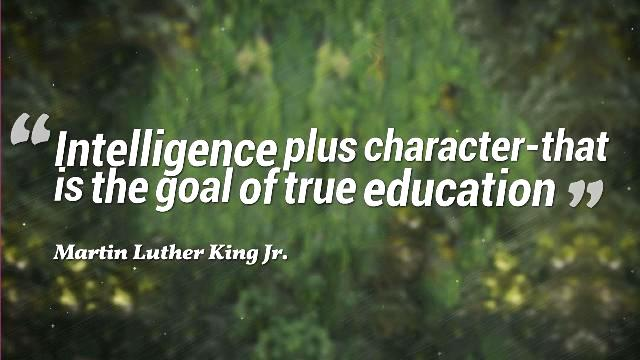 “Intelligence plus character-that
is the goal of true education”
Martin Luther King Jr.